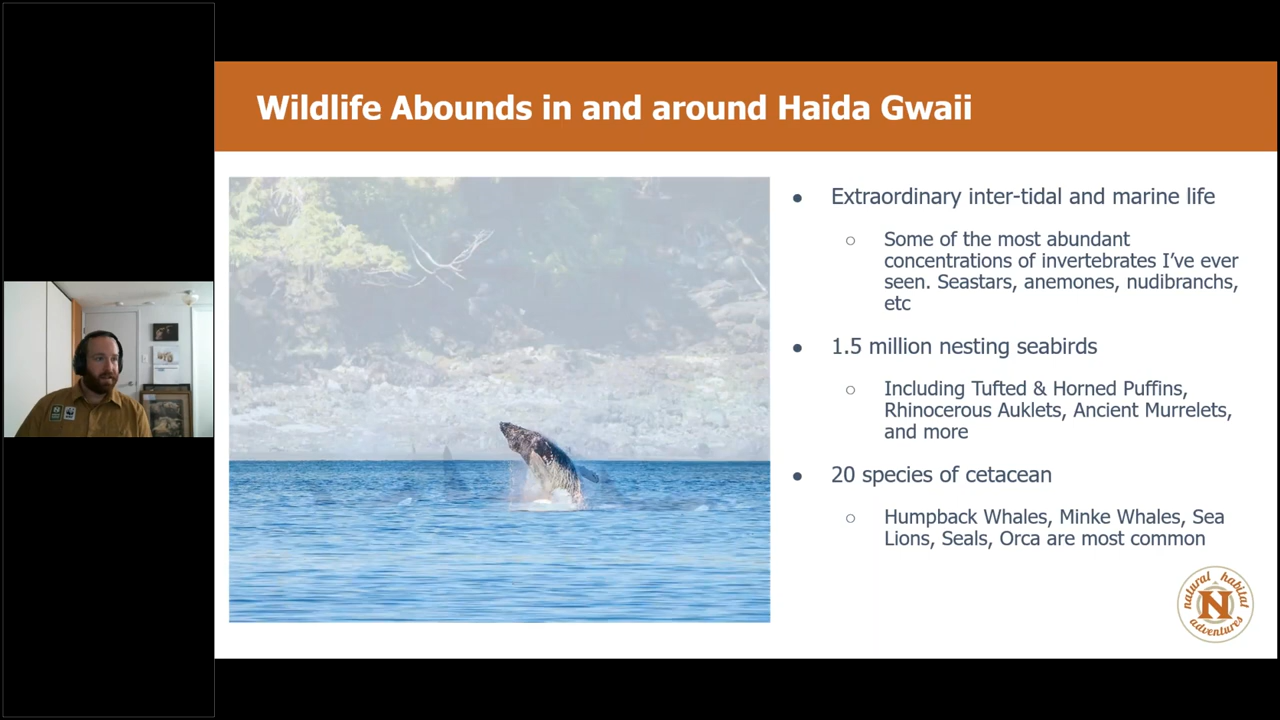 Wildlife Abounds in and around Haida Gwaii
● Extraordinary inter-tidal and marine life
○ Some of the most abundant
concentrations of invertebrates I've ever
seen. Seastars, anemones, nudibranchs,
etc
● 1.5 million nesting seabirds
○ Including Tufted & Horned Puffins,
Rhinocerous Auklets, Ancient Murrelets,
and more
● 20 species of cetacean
○ Humpback Whales, Minke Whales, Sea
Lions, Seals, Orca are most common
natural habitat
N
adventures